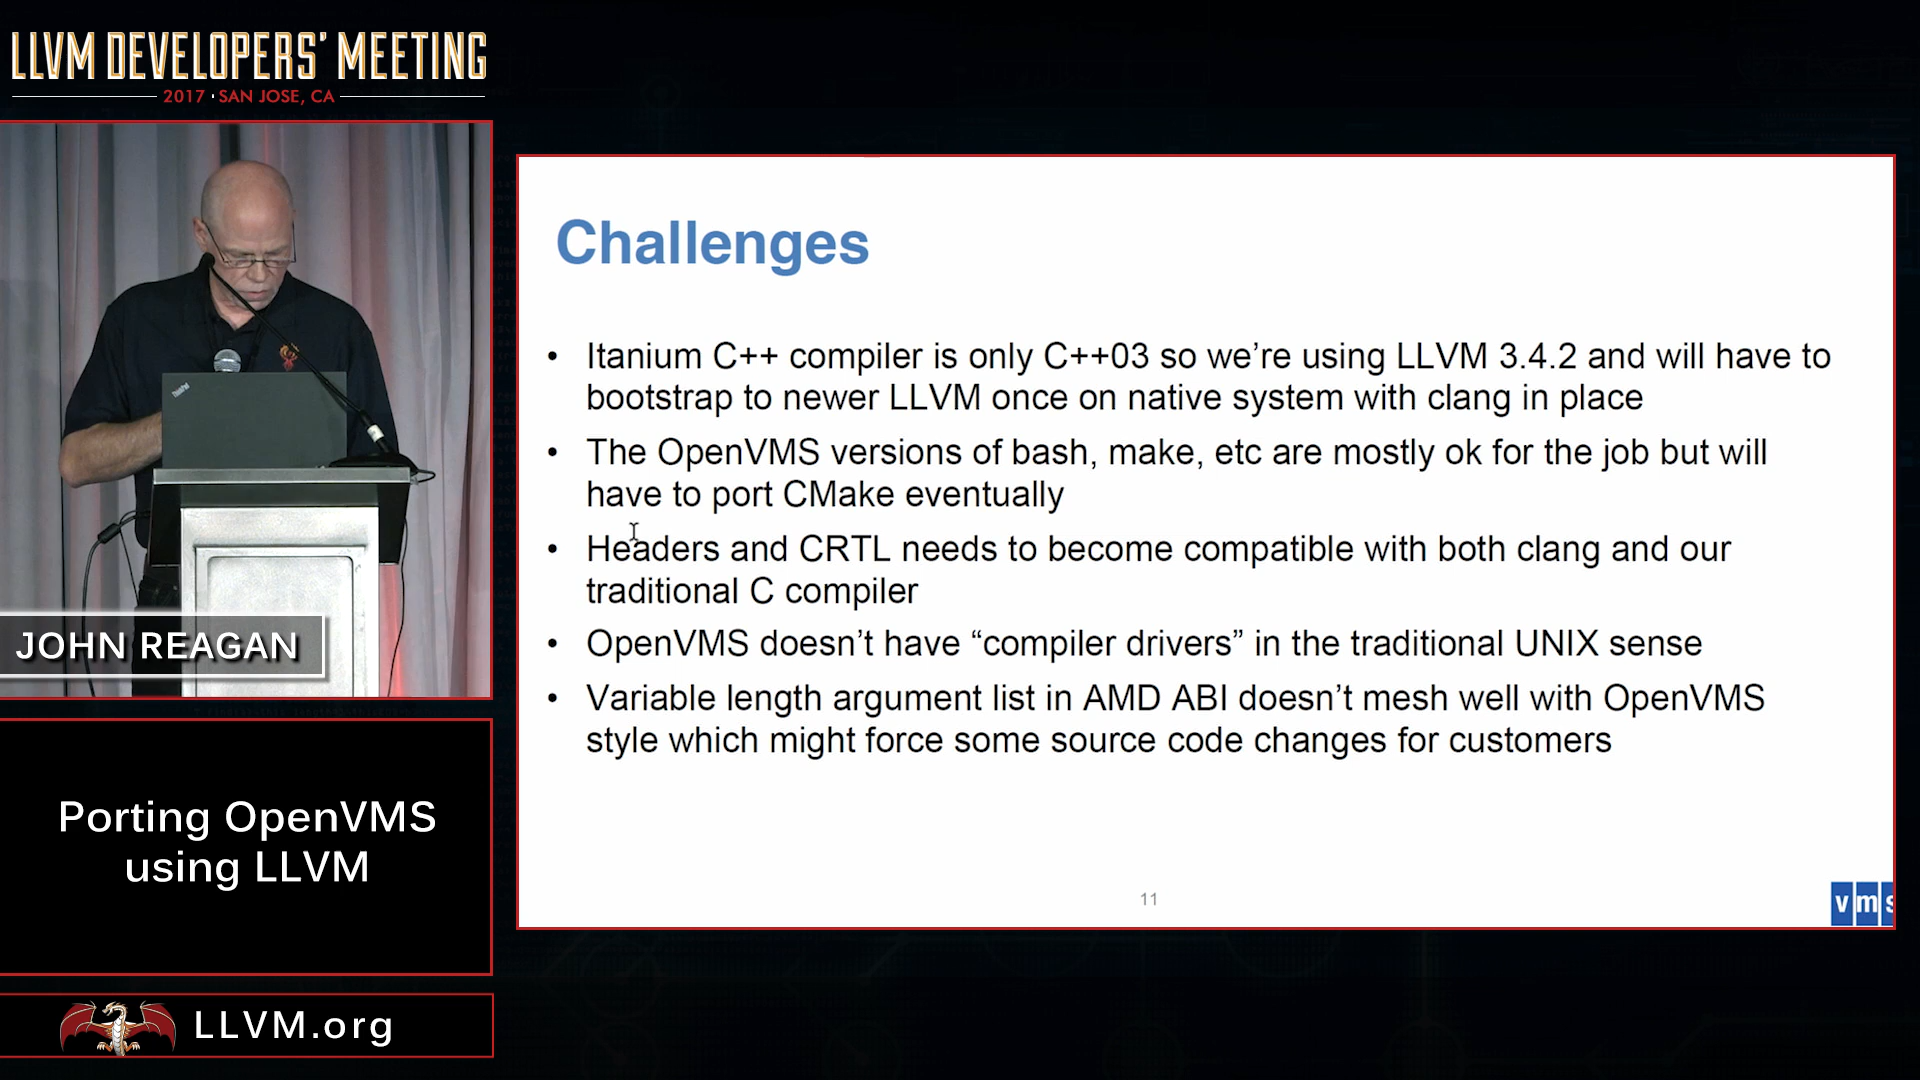 LLVM DEVELOPERS' MEETING
2017 · SAN JOSE, CA
ThinkPad
JOHN REAGAN
Porting OpenVMS
using LLVM
LLVM.org
Challenges
• Itanium C++ compiler is only C++03 so we’re using LLVM 3.4.2 and will have to
bootstrap to newer LLVM once on native system with clang in place
• The OpenVMS versions of bash, make, etc are mostly ok for the job but will
have to port CMake eventually
• Headers and CRTL needs to become compatible with both clang and our
traditional C compiler
• OpenVMS doesn’t have “compiler drivers” in the traditional UNIX sense
• Variable length argument list in AMD ABI doesn’t mesh well with OpenVMS
style which might force some source code changes for customers
11
vms